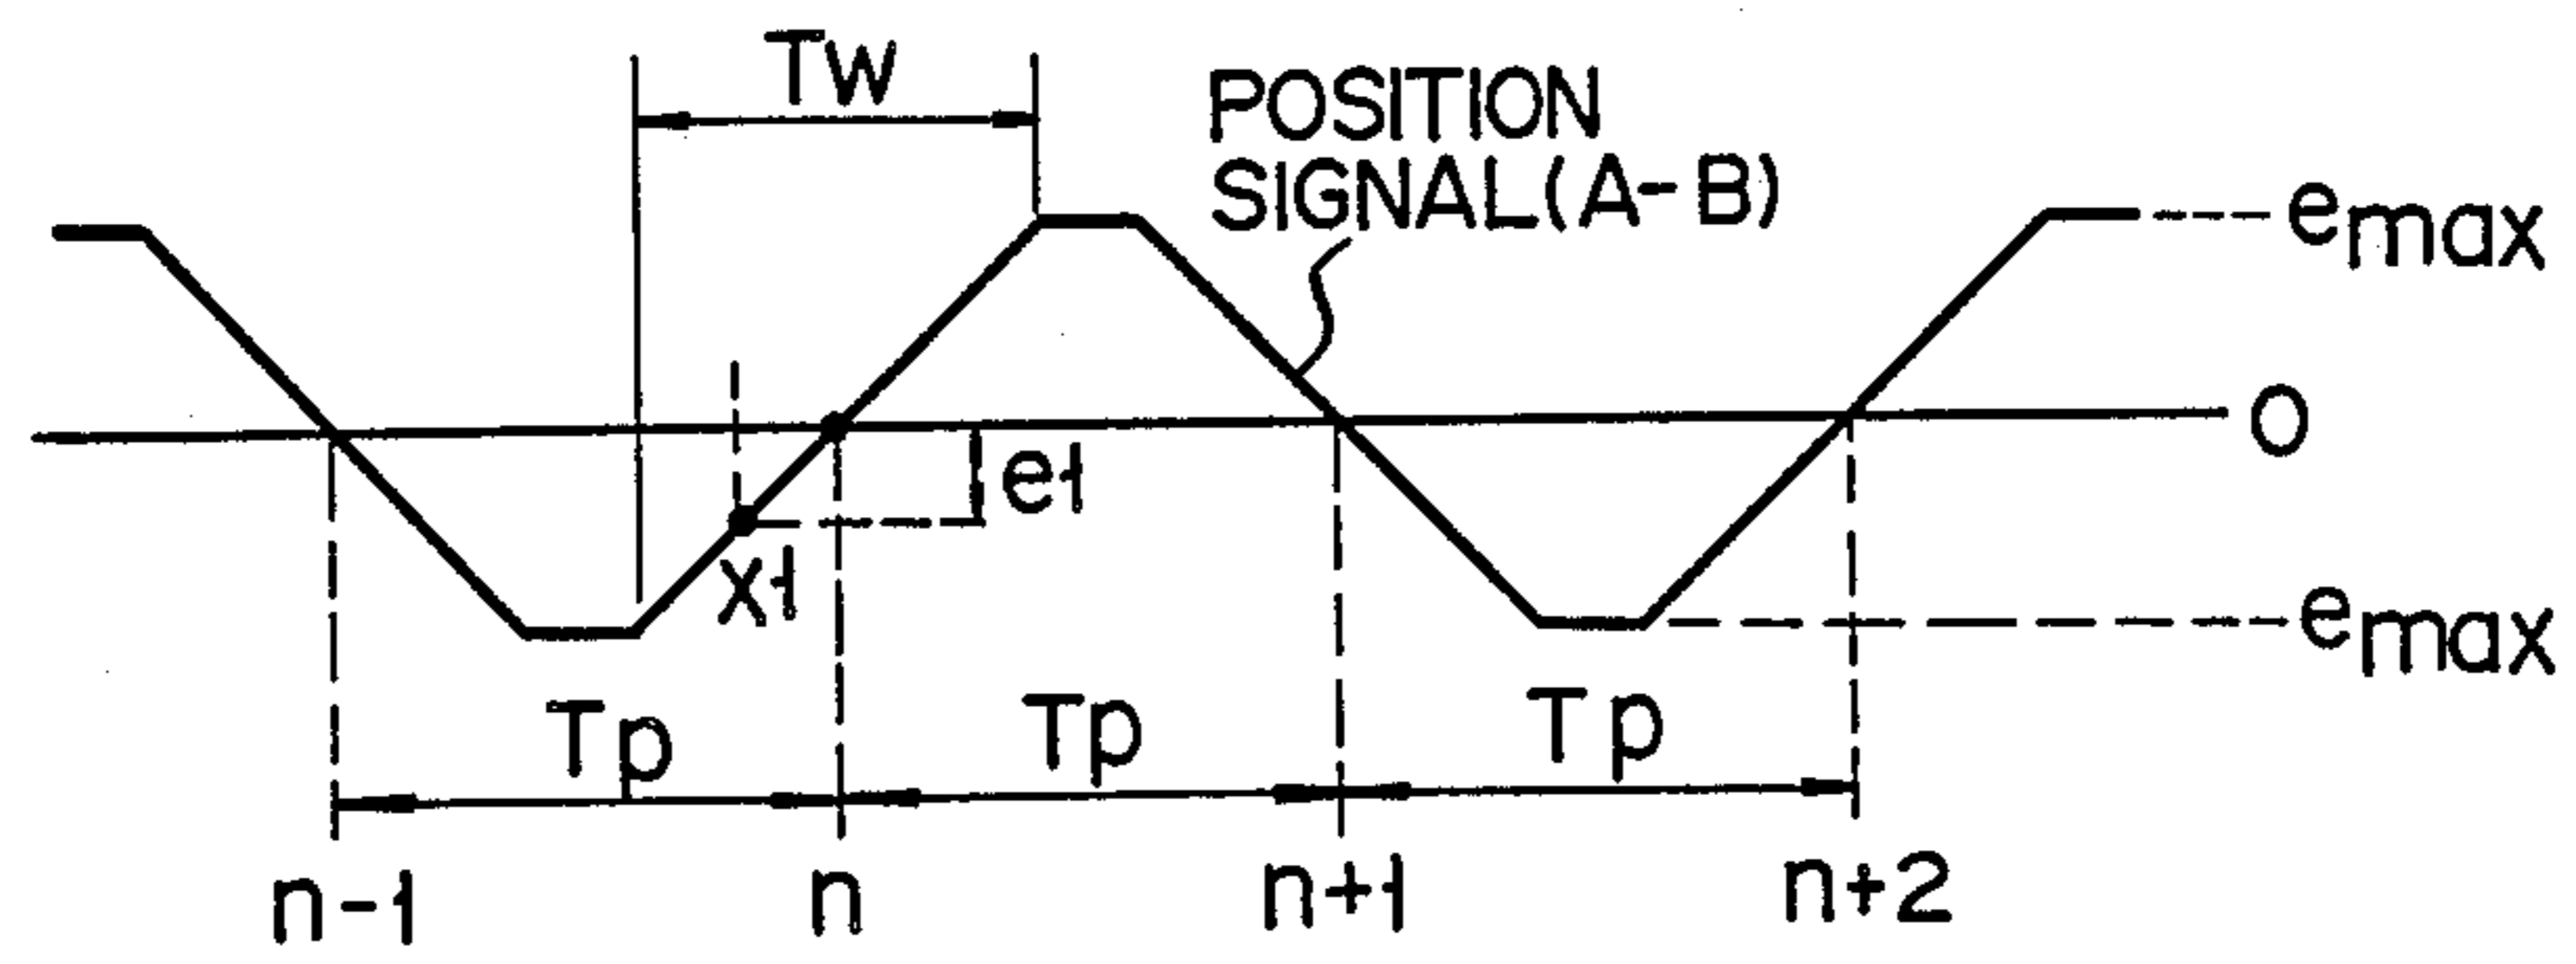 TW
POSITION
SIGNAL(A-B)
emax
0
e1
x1
emax
Tp
Tp
Tp
n-1
n
n+1
n+2